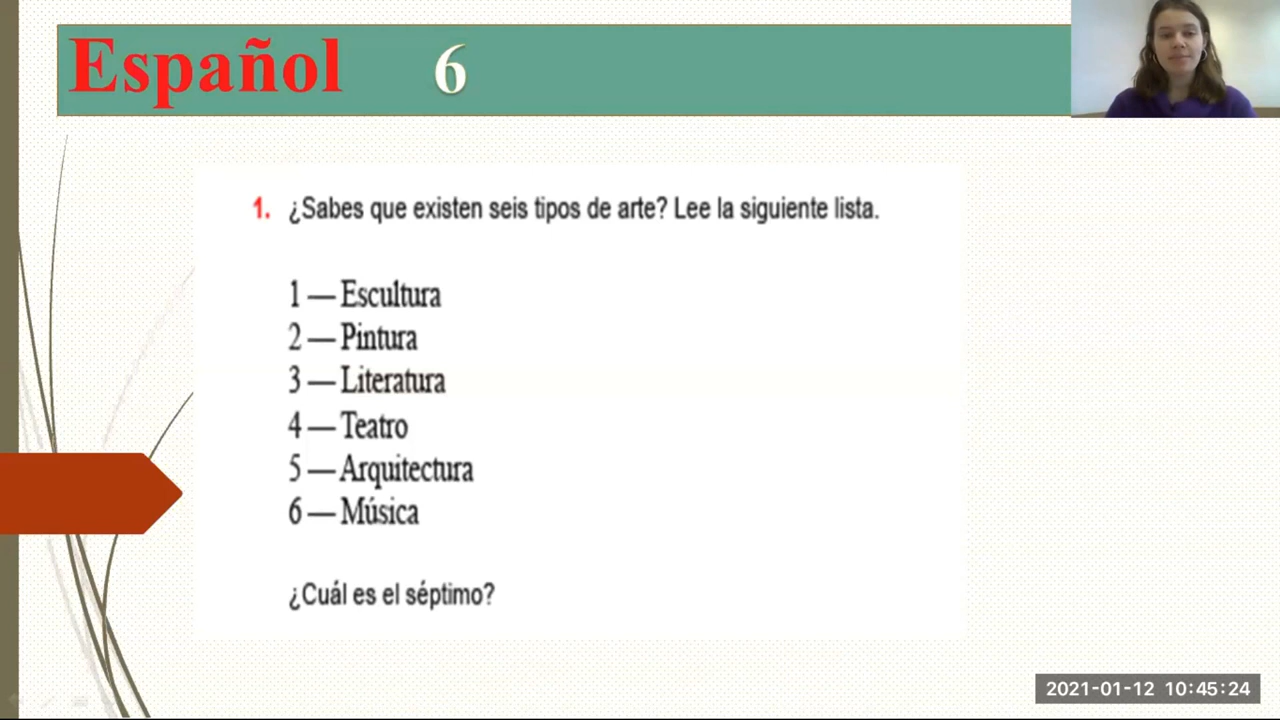 Español 6
1. ¿Sabes que existen seis tipos de arte? Lee la siguiente lista.
1 — Escultura
2 — Pintura
3 — Literatura
4 — Teatro
5 — Arquitectura
6 — Música
¿Cuál es el séptimo?
2021-01-12 10:45:24